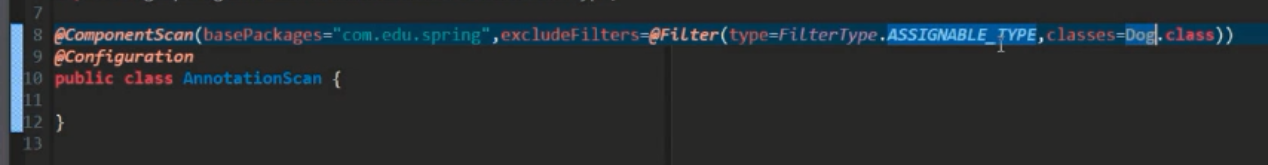 7
8 @ComponentScan(basePackages="com.edu.spring",excludeFilters=@Filter(type=FilterType.ASSIGNABLE_TYPE,classes=Dog.class))
9 @Configuration
10 public class AnnotationScan {
11
12 }
13